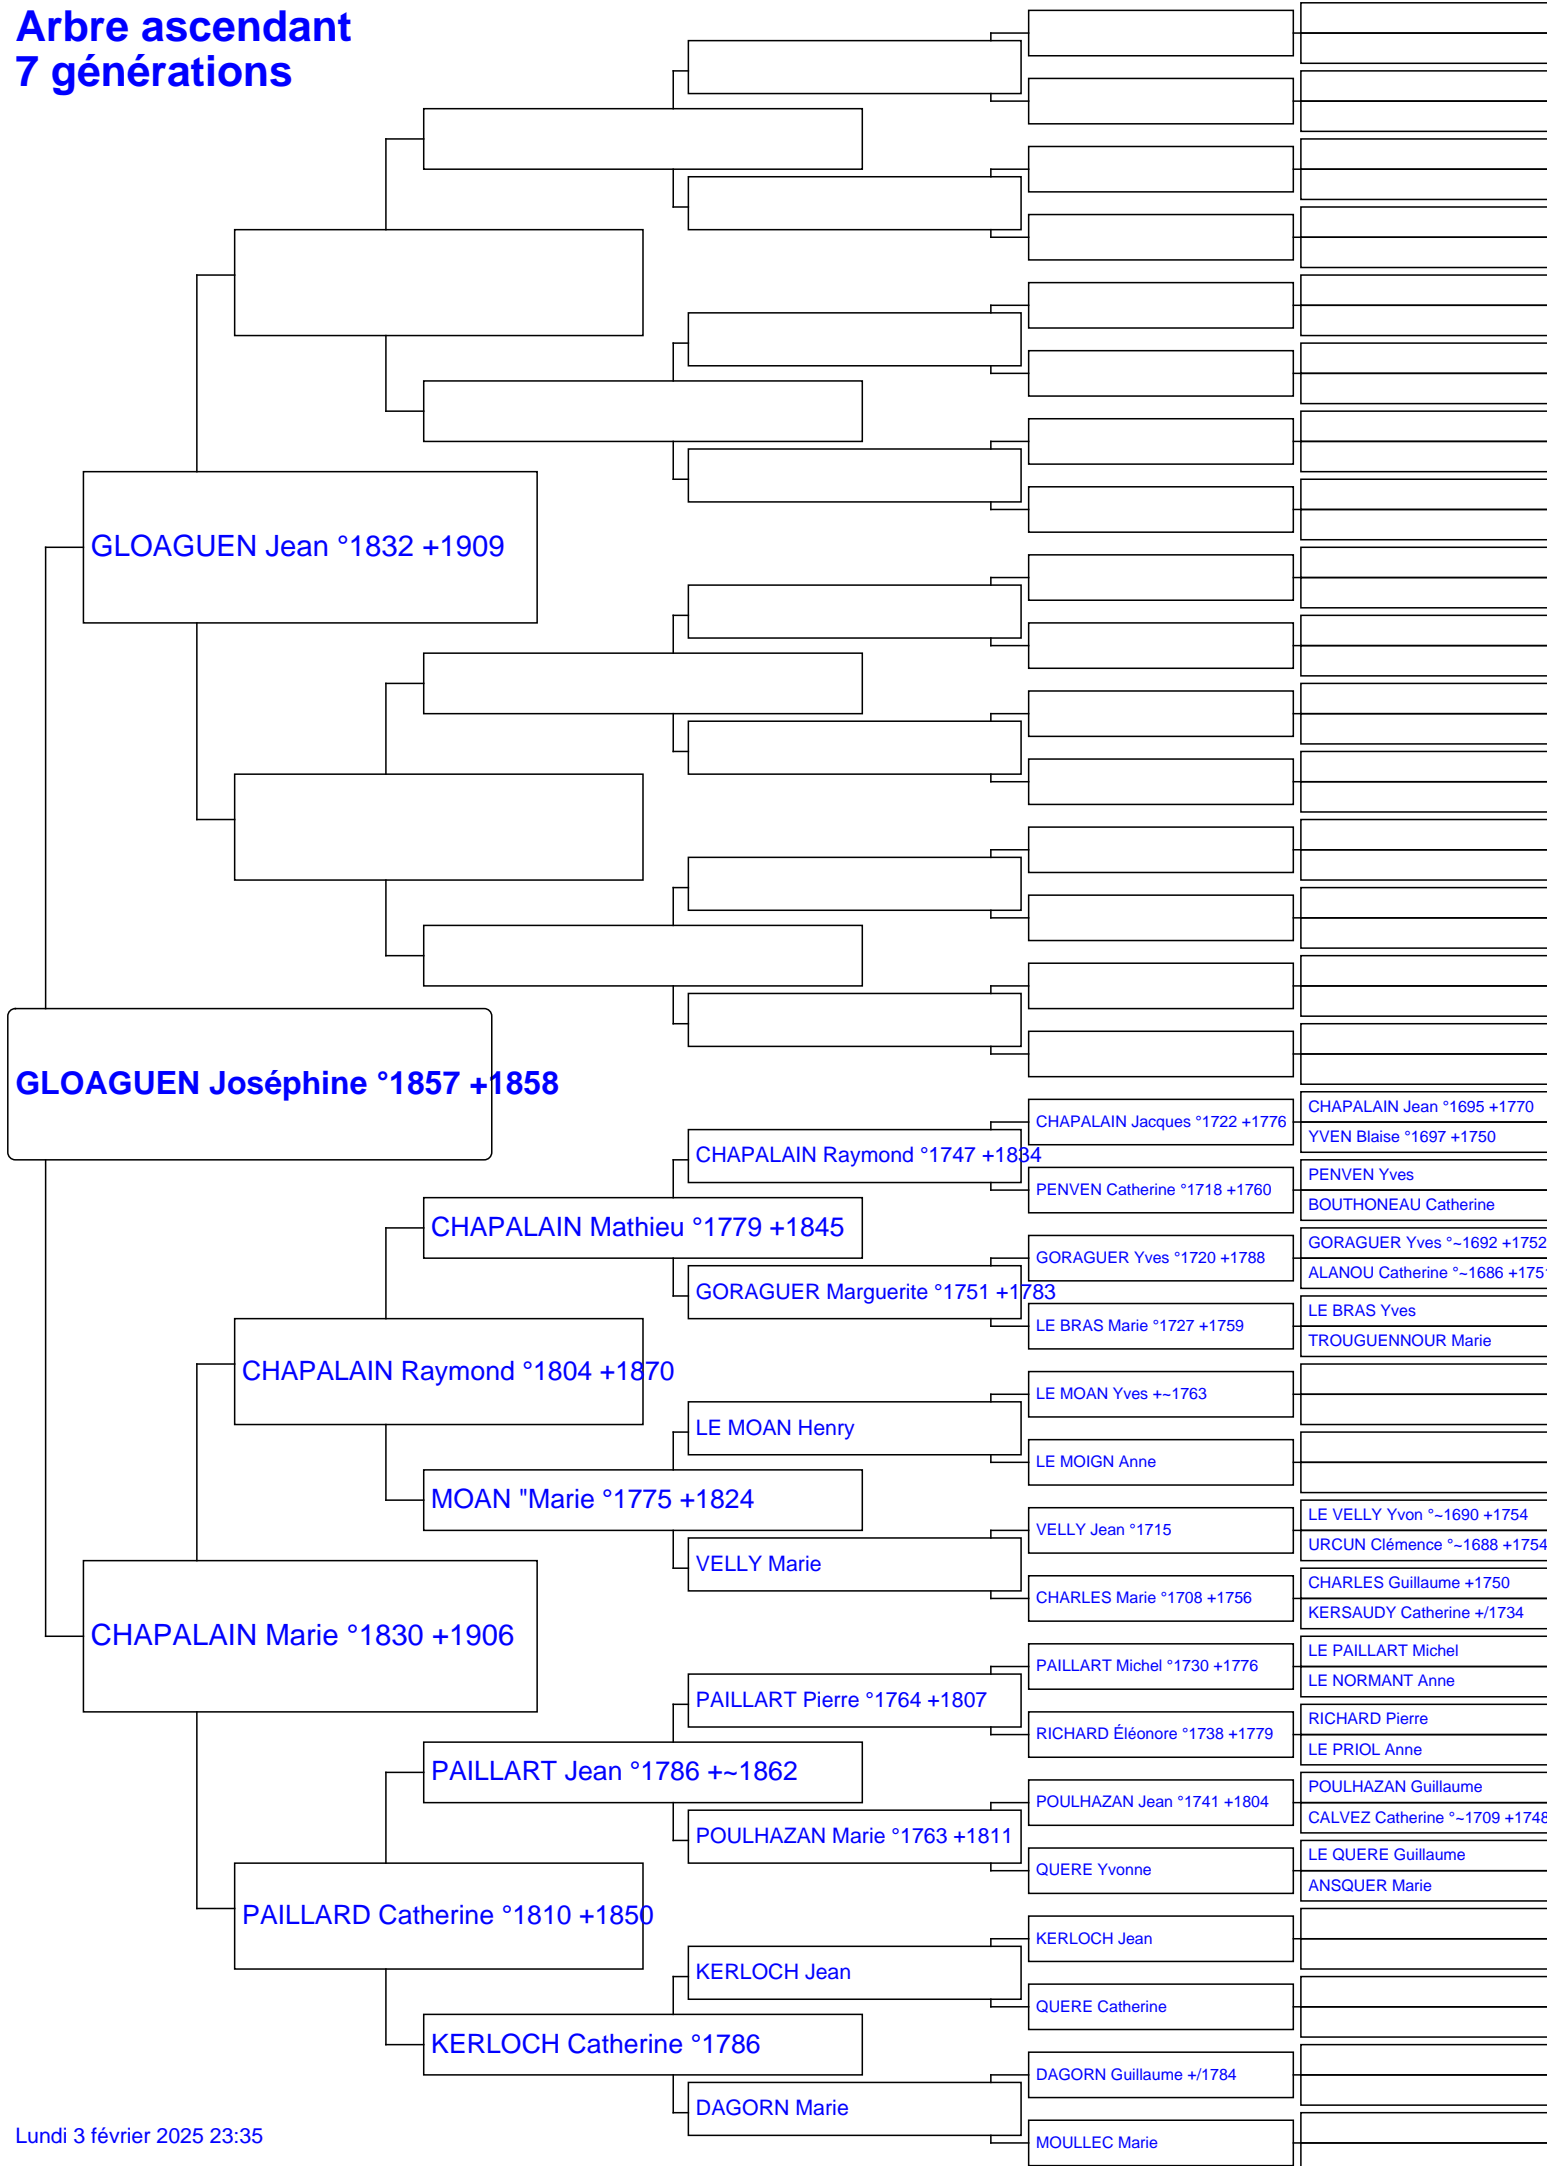 Arbre ascendant
7 générations
GLOAGUEN Jean °1832 +1909
GLOAGUEN Joséphine °1857 +1858
CHAPALAIN Marie °1830 +1906
CHAPALAIN Raymond °1804 +1870
PAILLARD Catherine °1810 +1850
CHAPALAIN Mathieu °1779 +1845
MOAN "Marie °1775 +1824
PAILLART Jean °1786 +~1862
KERLOCH Catherine °1786
CHAPALAIN Raymond °1747 +1834
GORAGUER Marguerite °1751 +1783
LE MOAN Henry
VELLY Marie
PAILLART Pierre °1764 +1807
POULHAZAN Marie °1763 +1811
KERLOCH Jean
DAGORN Marie
CHAPALAIN Jacques °1722 +1776
PENVEN Catherine °1718 +1760
GORAGUER Yves °1720 +1788
LE BRAS Marie °1727 +1759
LE MOAN Yves +~1763
LE MOIGN Anne
VELLY Jean °1715
CHARLES Marie °1708 +1756
PAILLART Michel °1730 +1776
RICHARD Éléonore °1738 +1779
POULHAZAN Jean °1741 +1804
QUERE Yvonne
KERLOCH Jean
QUERE Catherine
DAGORN Guillaume +/1784
MOULLEC Marie
CHAPALAIN Jean °1695 +1770
YVEN Blaise °1697 +1750
PENVEN Yves
BOUTHONEAU Catherine
GORAGUER Yves °~1692 +1752
ALANOU Catherine °~1686 +1751
LE BRAS Yves
TROUGUENNOUR Marie
LE VELLY Yvon °~1690 +1754
URCUN Clémence °~1688 +1754
CHARLES Guillaume +1750
KERSAUDY Catherine +/1734
LE PAILLART Michel
LE NORMANT Anne
RICHARD Pierre
LE PRIOL Anne
POULHAZAN Guillaume
CALVEZ Catherine °~1709 +1748
LE QUERE Guillaume
ANSQUER Marie
Lundi 3 février 2025 23:35